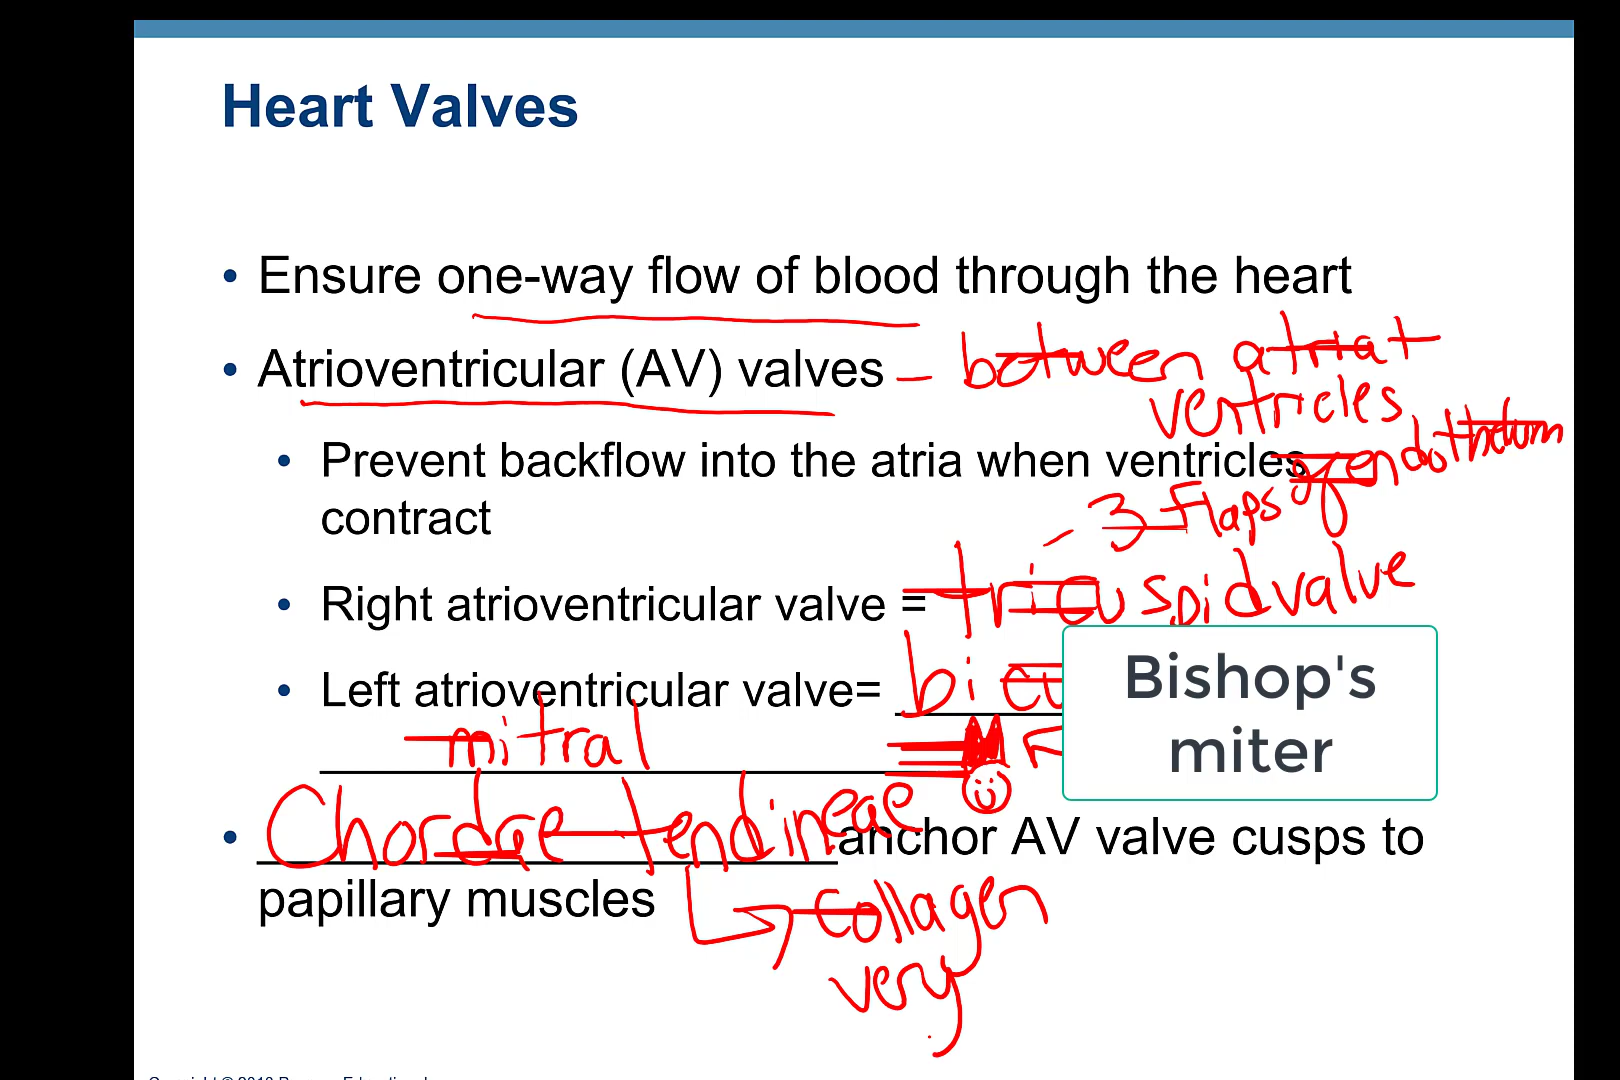 Heart Valves
• Ensure one-way flow of blood through the heart
• Atrioventricular (AV) valves – between atria +
ventricles
• Prevent backflow into the atria when ventricles
contract
- 3 flaps of
• Right atrioventricular valve = tricuspid valve
• Left atrioventricular valve= bicu
mitral
Bishop's
miter
• Chordae tendineae anchor AV valve cusps to
papillary muscles
collagen
very